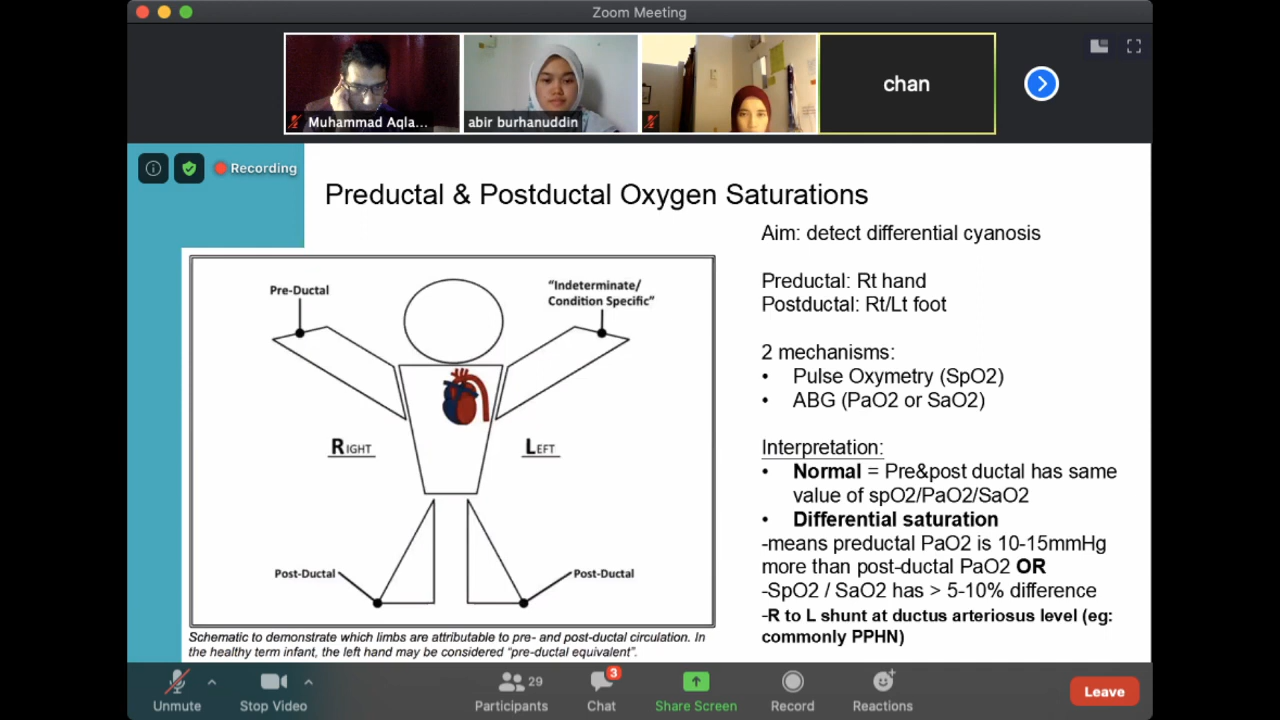 Zoom Meeting
Muhammad Aqla...
abir burhanuddin
chan
Recording
Preductal & Postductal Oxygen Saturations
Pre-Ductal
"Indeterminate/
Condition Specific"
RIGHT
LEFT
Post-Ductal
Post-Ductal
Schematic to demonstrate which limbs are attributable to pre- and post-ductal circulation. In
the healthy term infant, the left hand may be considered "pre-ductal equivalent".
Aim: detect differential cyanosis
Preductal: Rt hand
Postductal: Rt/Lt foot
2 mechanisms:
• Pulse Oxymetry (SpO2)
• ABG (PaO2 or SaO2)
Interpretation:
• Normal = Pre&post ductal has same
value of spO2/PaO2/SaO2
• Differential saturation
-means preductal PaO2 is 10-15mmHg
more than post-ductal PaO2 OR
-SpO2 / SaO2 has > 5-10% difference
-R to L shunt at ductus arteriosus level (eg:
commonly PPHN)
Unmute
Stop Video
Participants
29
Chat
3
Share Screen
Record
Reactions
Leave